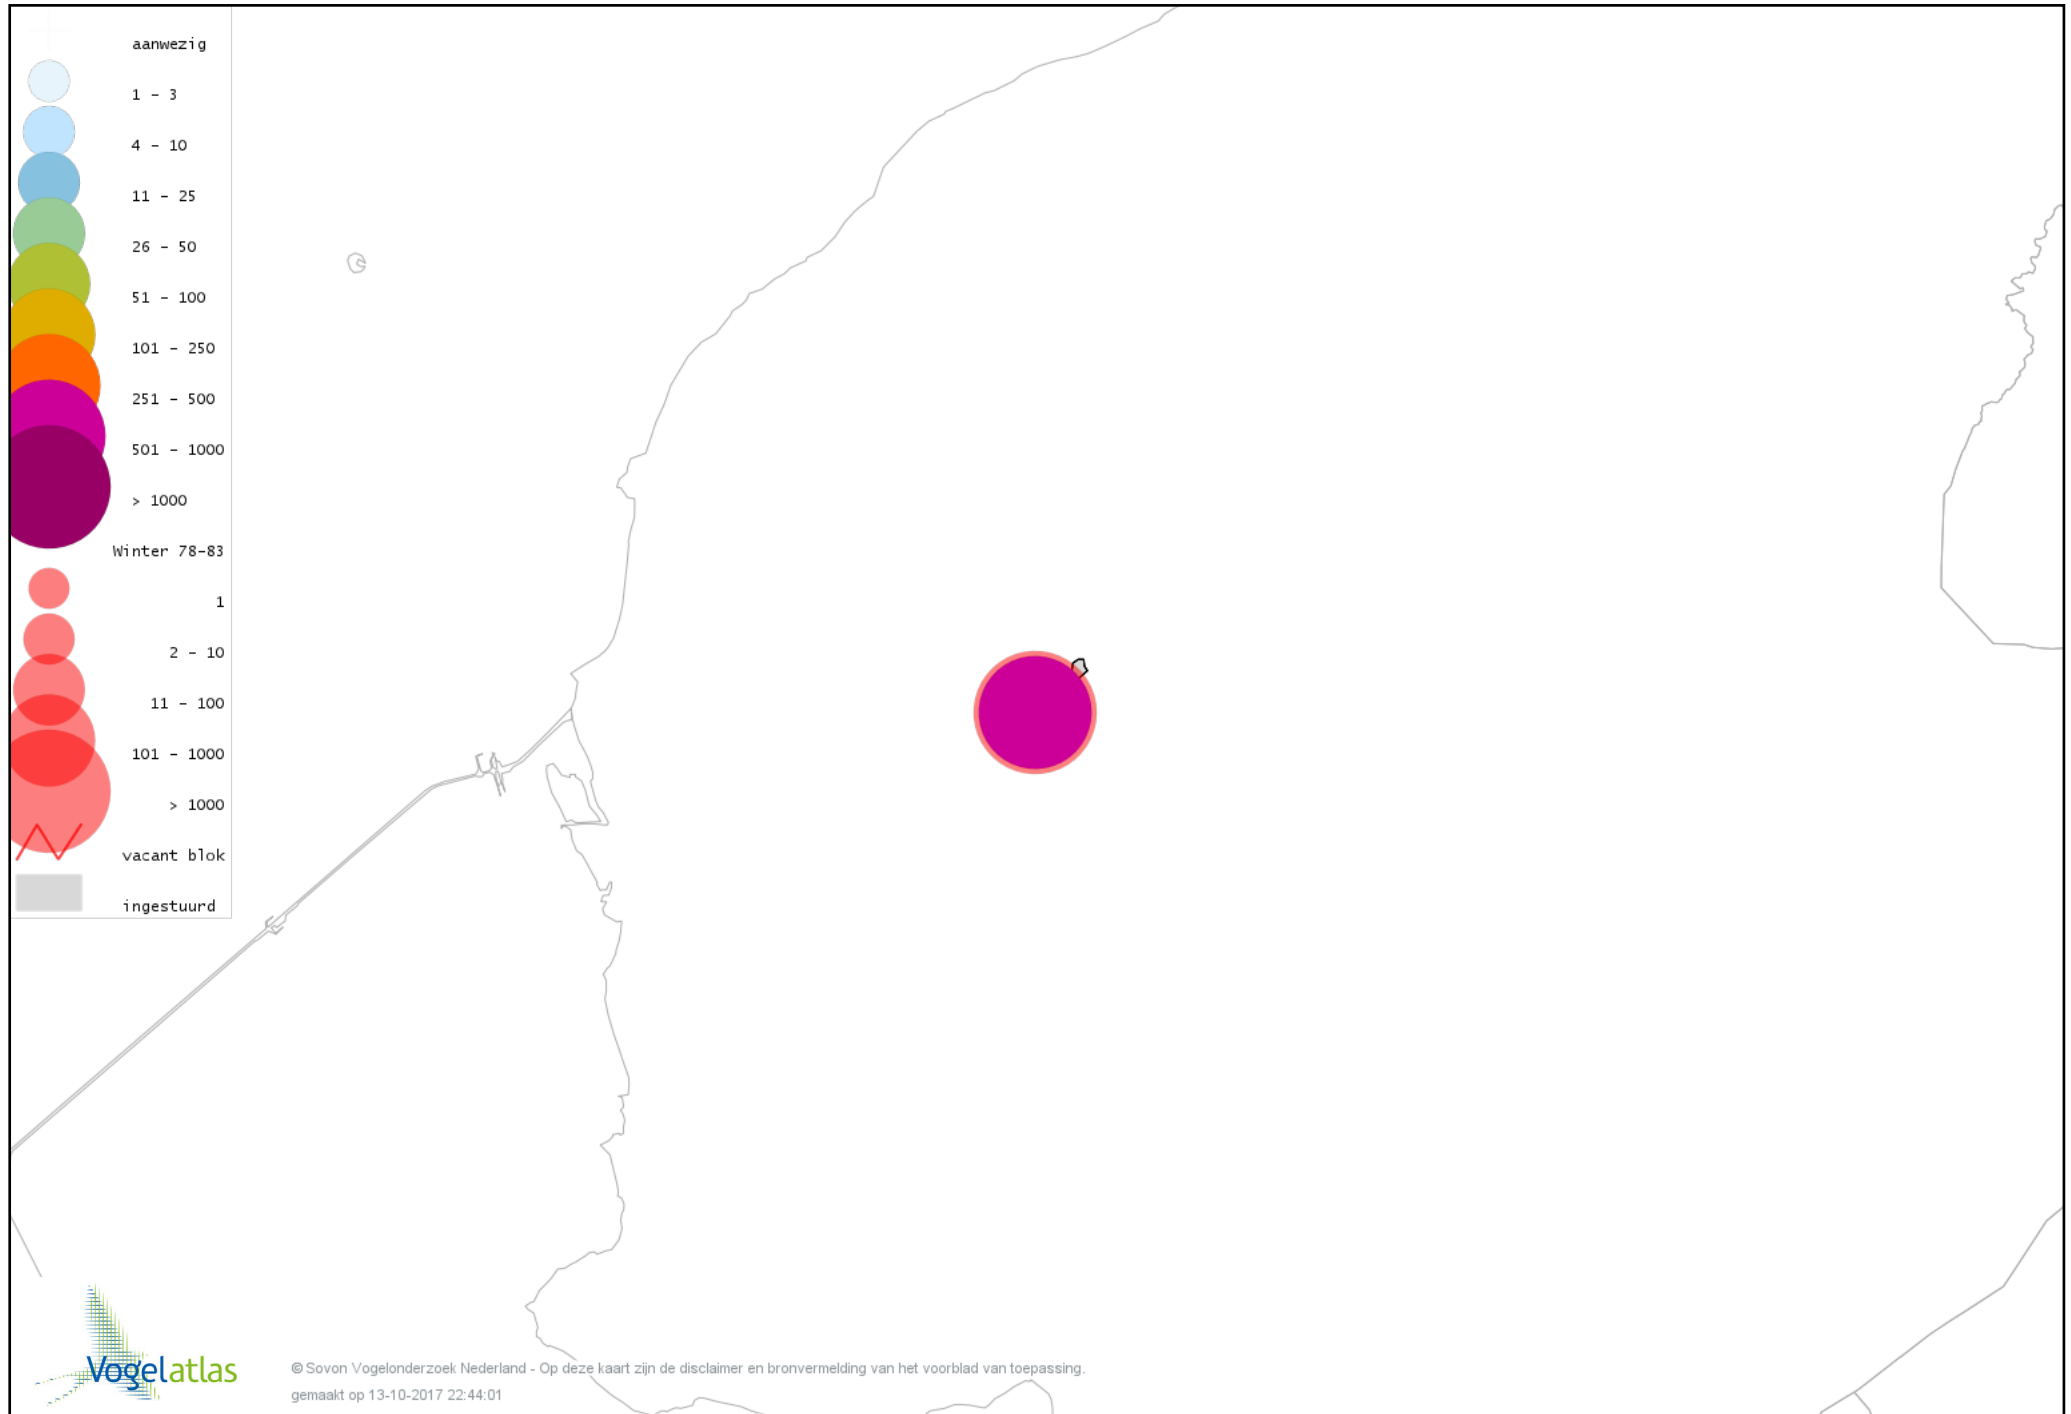 aanwezig
1 - 3
4 - 10
11 - 25
26 - 50
51 - 100
101 - 250
251 - 500
501 - 1000
> 1000
Winter 78-83
1
2 - 10
11 - 100
101 - 1000
> 1000
vacant blok
ingestuurd
Vogelatlas
© Sovon Vogelonderzoek Nederland - Op deze kaart zijn de disclaimer en bronvermelding van het voorblad van toepassing.
gemaakt op 13-10-2017 22:44:01